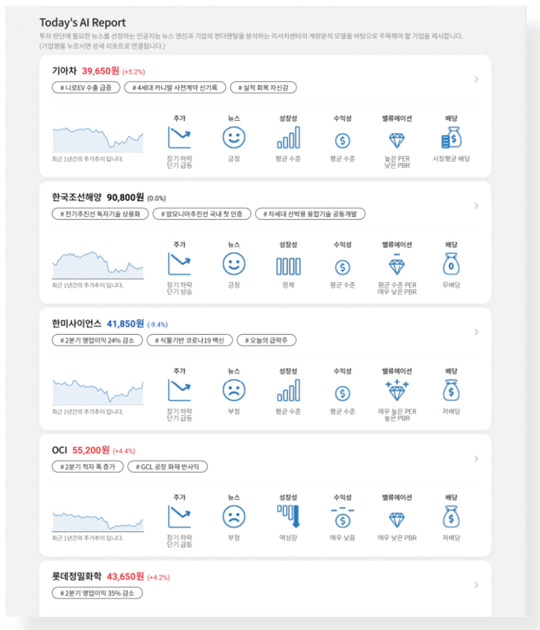 Today's AI Report
투자 판단에 필요한 뉴스를 선정하는 인공지능 뉴스 엔진과 기업의 펀더멘탈을 분석하는 리서치센터의 계량분석 모델을 바탕으로 주목해야 할 기업을 제시합니다.
(기업명을 누르시면 상세 리포트로 연결됩니다.)
기아차 39,650원 (+5.2%)
# 니로EV 수출 급증 # 4세대 카니발 사전계약 신기록 # 실적 회복 자신감
주가 뉴스 성장성 수익성 밸류에이션 배당
최근 1년간의 주가추이 입니다.
장기 하락 긍정 평균 수준 평균 수준 높은 PER 시장평균 배당
단기 급등 낮은 PBR
한국조선해양 90,800원 (0.0%)
# 전기추진선 독자기술 상용화 # 암모니아추진선 국내 첫 인증 # 차세대 선박용 융합기술 공동개발
주가 뉴스 성장성 수익성 밸류에이션 배당
최근 1년간의 주가추이 입니다.
장기 하락 긍정 정체 평균 수준 평균 수준 PER 무배당
단기 상승 매우 낮은 PBR
한미사이언스 41,850원 (-9.4%)
# 2분기 영업이익 24% 감소 # 식물기반 코로나19 백신 # 오늘의 급락주
주가 뉴스 성장성 수익성 밸류에이션 배당
최근 1년간의 주가추이 입니다.
장기 하락 부정 평균 수준 평균 수준 매우 높은 PER 저배당
단기 급등 높은 PBR
OCI 55,200원 (+4.4%)
# 2분기 적자 폭 증가 # GCL 공장 화재 반사익
주가 뉴스 성장성 수익성 밸류에이션 배당
최근 1년간의 주가추이 입니다.
장기 하락 부정 역성장 매우 낮음 매우 낮은 PBR 저배당
단기 급등
롯데정밀화학 43,650원 (+4.2%)
# 2분기 영업이익 35% 감소